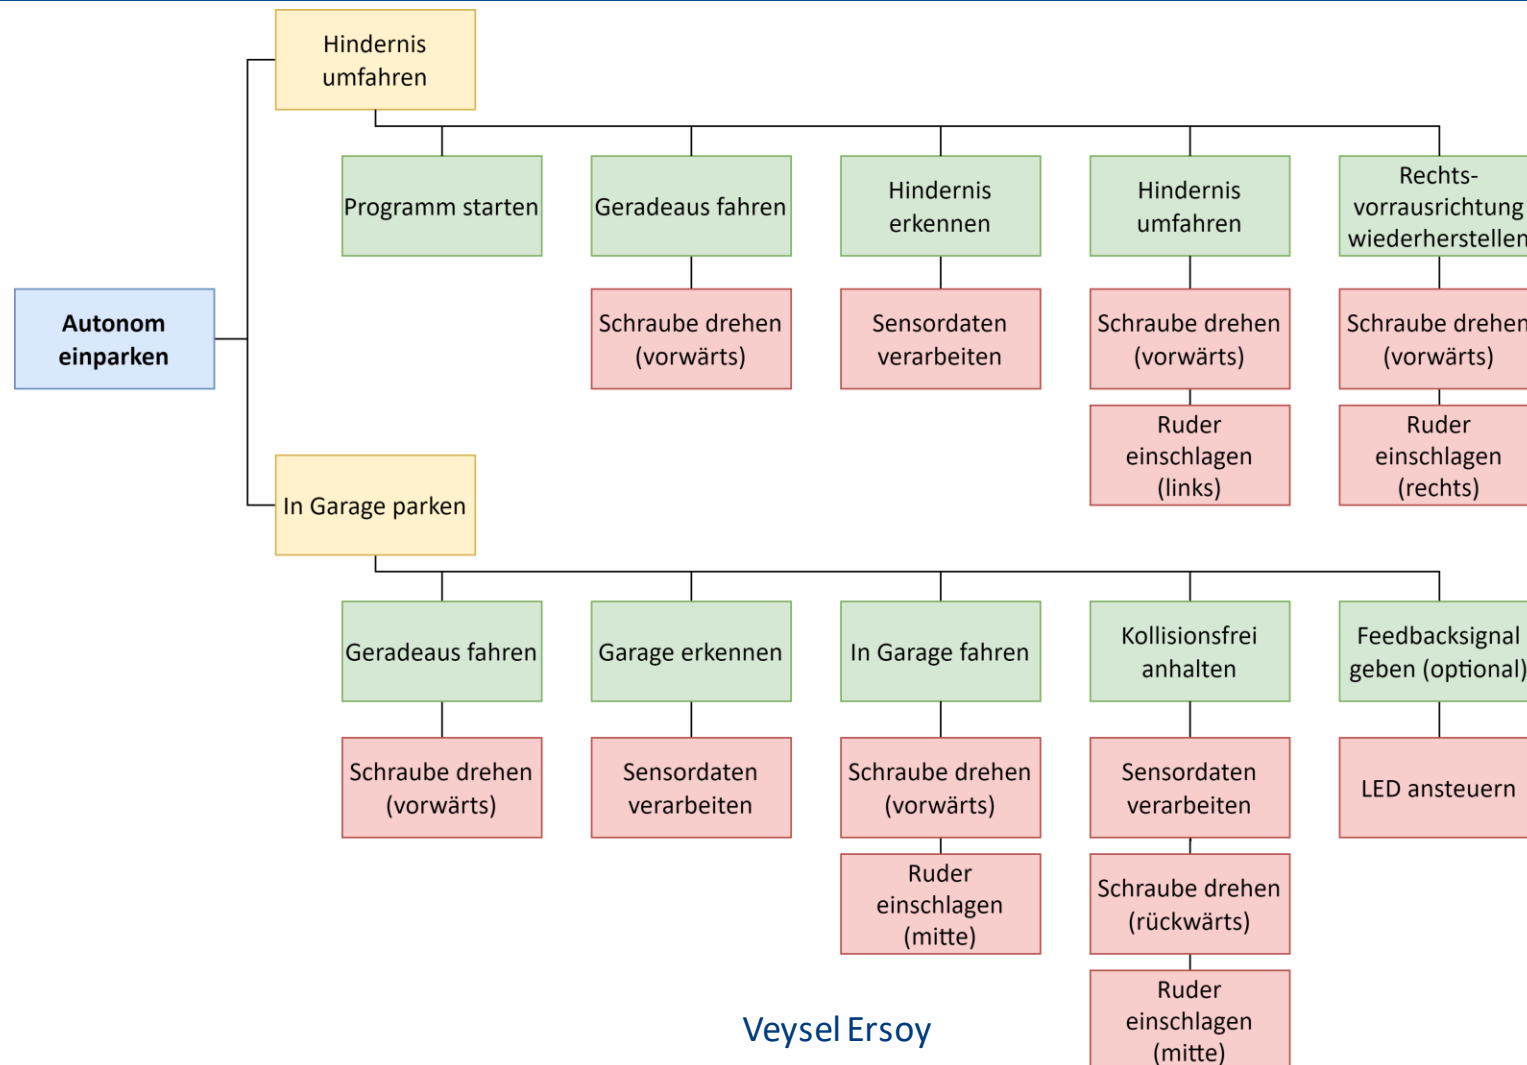 Hindernis
umfahren
Programm starten
Geradeaus fahren
Hindernis
erkennen
Hindernis
umfahren
Rechts-
vorrausrichtung
wiederherstellen
Autonom
einparken
Schraube drehen
(vorwärts)
Sensordaten
verarbeiten
Schraube drehen
(vorwärts)
Schraube drehen
(vorwärts)
Ruder
einschlagen
(links)
Ruder
einschlagen
(rechts)
In Garage parken
Geradeaus fahren
Garage erkennen
In Garage fahren
Kollisionsfrei
anhalten
Feedbacksignal
geben (optional)
Schraube drehen
(vorwärts)
Sensordaten
verarbeiten
Schraube drehen
(vorwärts)
Sensordaten
verarbeiten
LED ansteuern
Ruder
einschlagen
(mitte)
Schraube drehen
(rückwärts)
Ruder
einschlagen
(mitte)
Veysel Ersoy